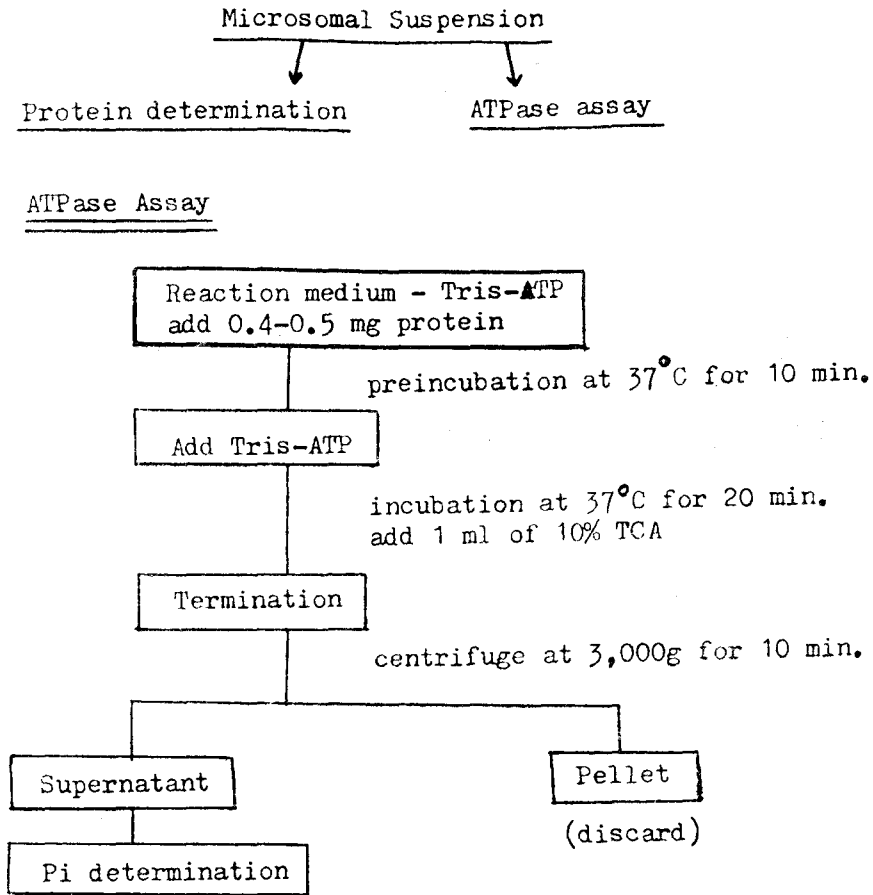 Microsomal Suspension
Protein determination
ATPase assay
ATPase Assay
Reaction medium - Tris-ATP
add 0.4-0.5 mg protein
preincubation at 37°C for 10 min.
Add Tris-ATP
incubation at 37°C for 20 min.
add 1 ml of 10% TCA
Termination
centrifuge at 3,000g for 10 min.
Supernatant
Pellet
(discard)
Pi determination